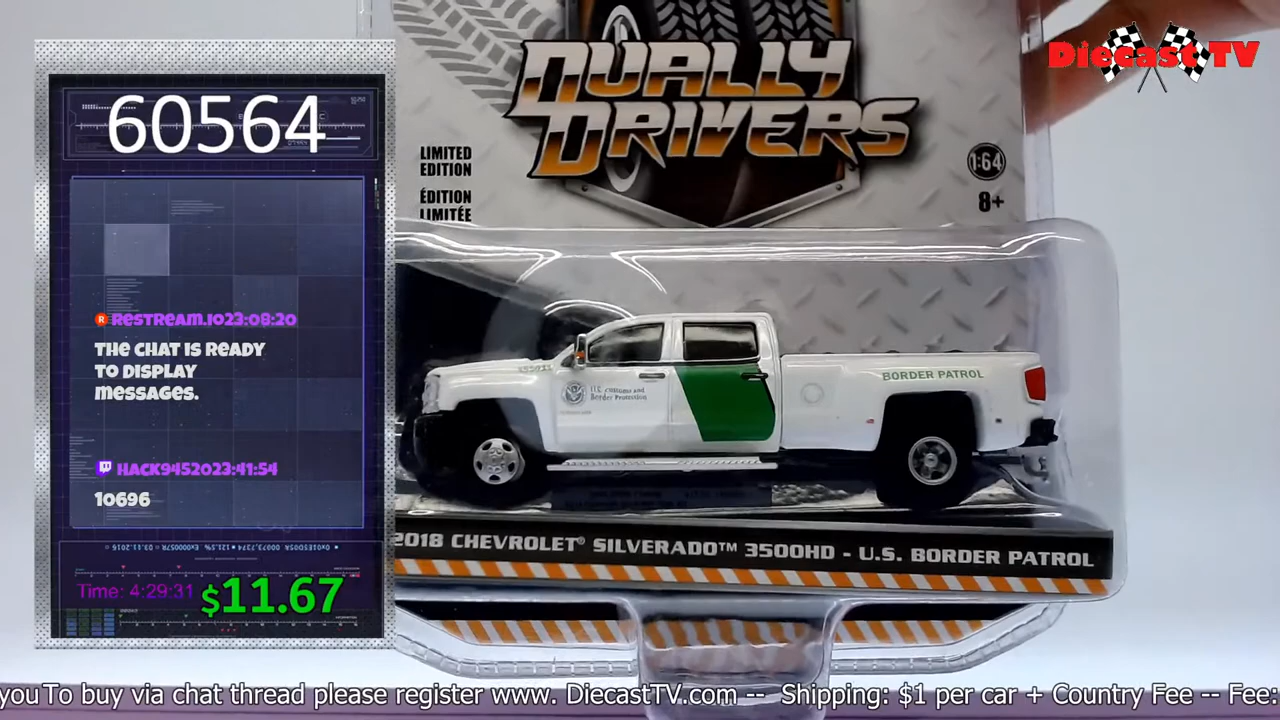 60564
RESTREAM.IO23:08:20
THE CHAT IS READY
TO DISPLAY
MESSAGES.
HACK9452023:41:54
10696
Time: 4:29:31
$11.67
Diecast TV
DUALLY
DRIVERS
LIMITED
EDITION
ÉDITION
LIMITÉE
1:64
8+
U.S. Customs and
Border Protection
BORDER PATROL
2018 CHEVROLET® SILVERADO™ 3500HD - U.S. BORDER PATROL
you To buy via chat thread please register www. DiecastTV.com -- Shipping: $1 per car + Country Fee -- Fee: